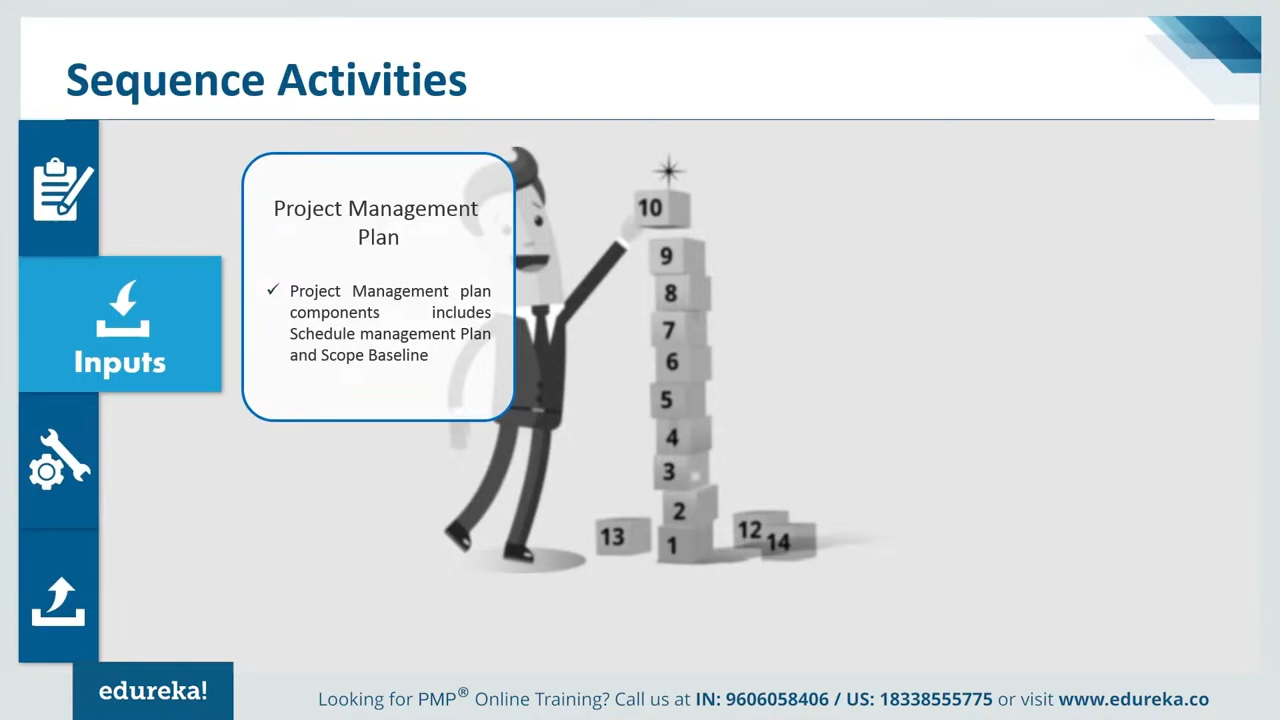 Sequence Activities
Inputs
Project Management
Plan
✓ Project Management plan
components includes
Schedule management Plan
and Scope Baseline
10
9
8
7
6
5
4
3
2
1
13
12
14
edureka!
Looking for PMP® Online Training? Call us at IN: 9606058406 / US: 18338555775 or visit www.edureka.co